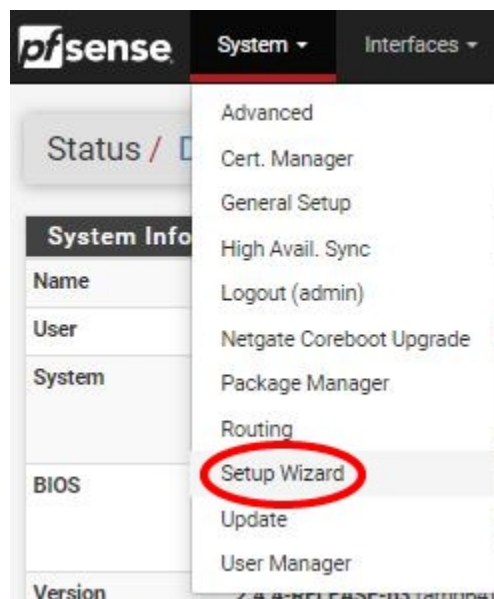 pfsense System Interfaces
Advanced
Status /
Cert. Manager
General Setup
System Info
High Avail. Sync
Name
Logout (admin)
User
Netgate Coreboot Upgrade
System
Package Manager
Routing
Setup Wizard
BIOS
Update
User Manager
Version